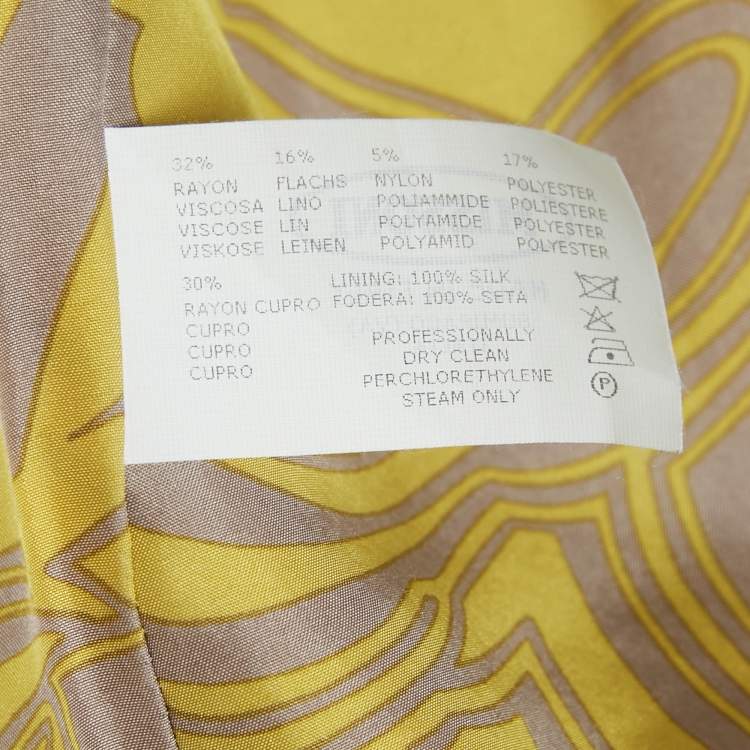 32% 16% 5% 17%
RAYON FLACHS NYLON POLYESTER
VISCOSA LINO POLIAMMIDE POLIESTERE
VISCOSE LIN POLYAMIDE POLYESTER
VISKOSE LEINEN POLYAMID POLYESTER
30% LINING: 100% SILK
RAYON CUPRO FODERA: 100% SETA
CUPRO
CUPRO
CUPRO
PROFESSIONALLY
DRY CLEAN
PERCHLORETHYLENE
STEAM ONLY
P